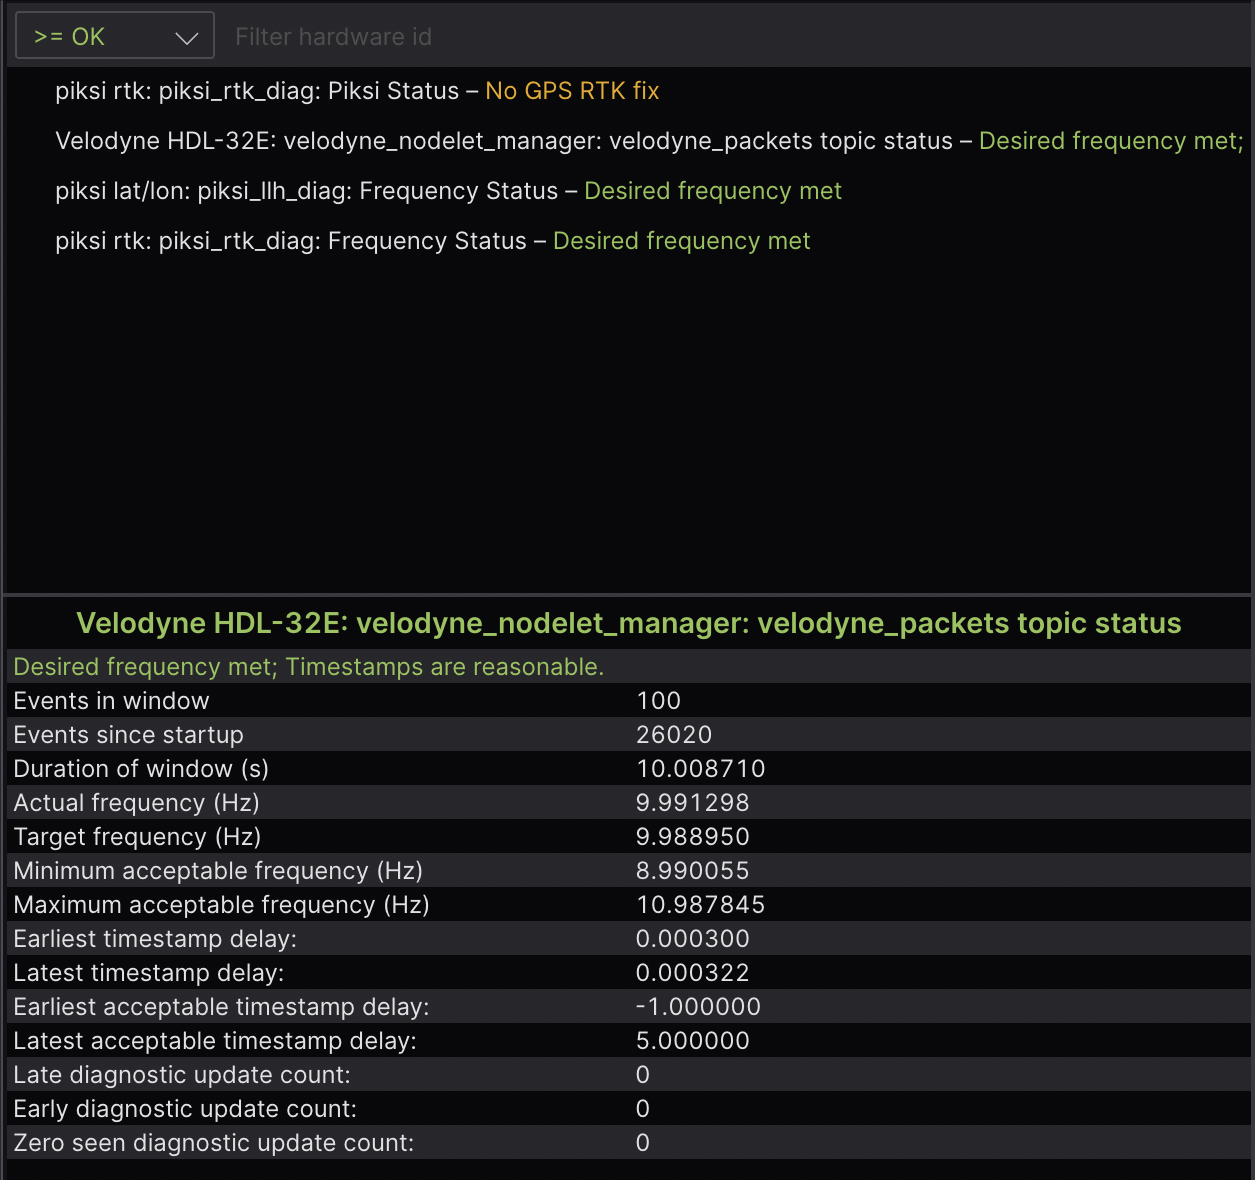 >= OK
Filter hardware id
piksi rtk: piksi_rtk_diag: Piksi Status – No GPS RTK fix
Velodyne HDL-32E: velodyne_nodelet_manager: velodyne_packets topic status – Desired frequency met;
piksi lat/lon: piksi_llh_diag: Frequency Status – Desired frequency met
piksi rtk: piksi_rtk_diag: Frequency Status – Desired frequency met
Velodyne HDL-32E: velodyne_nodelet_manager: velodyne_packets topic status
Desired frequency met; Timestamps are reasonable.
Events in window 100
Events since startup 26020
Duration of window (s) 10.008710
Actual frequency (Hz) 9.991298
Target frequency (Hz) 9.988950
Minimum acceptable frequency (Hz) 8.990055
Maximum acceptable frequency (Hz) 10.987845
Earliest timestamp delay: 0.000300
Latest timestamp delay: 0.000322
Earliest acceptable timestamp delay: -1.000000
Latest acceptable timestamp delay: 5.000000
Late diagnostic update count: 0
Early diagnostic update count: 0
Zero seen diagnostic update count: 0